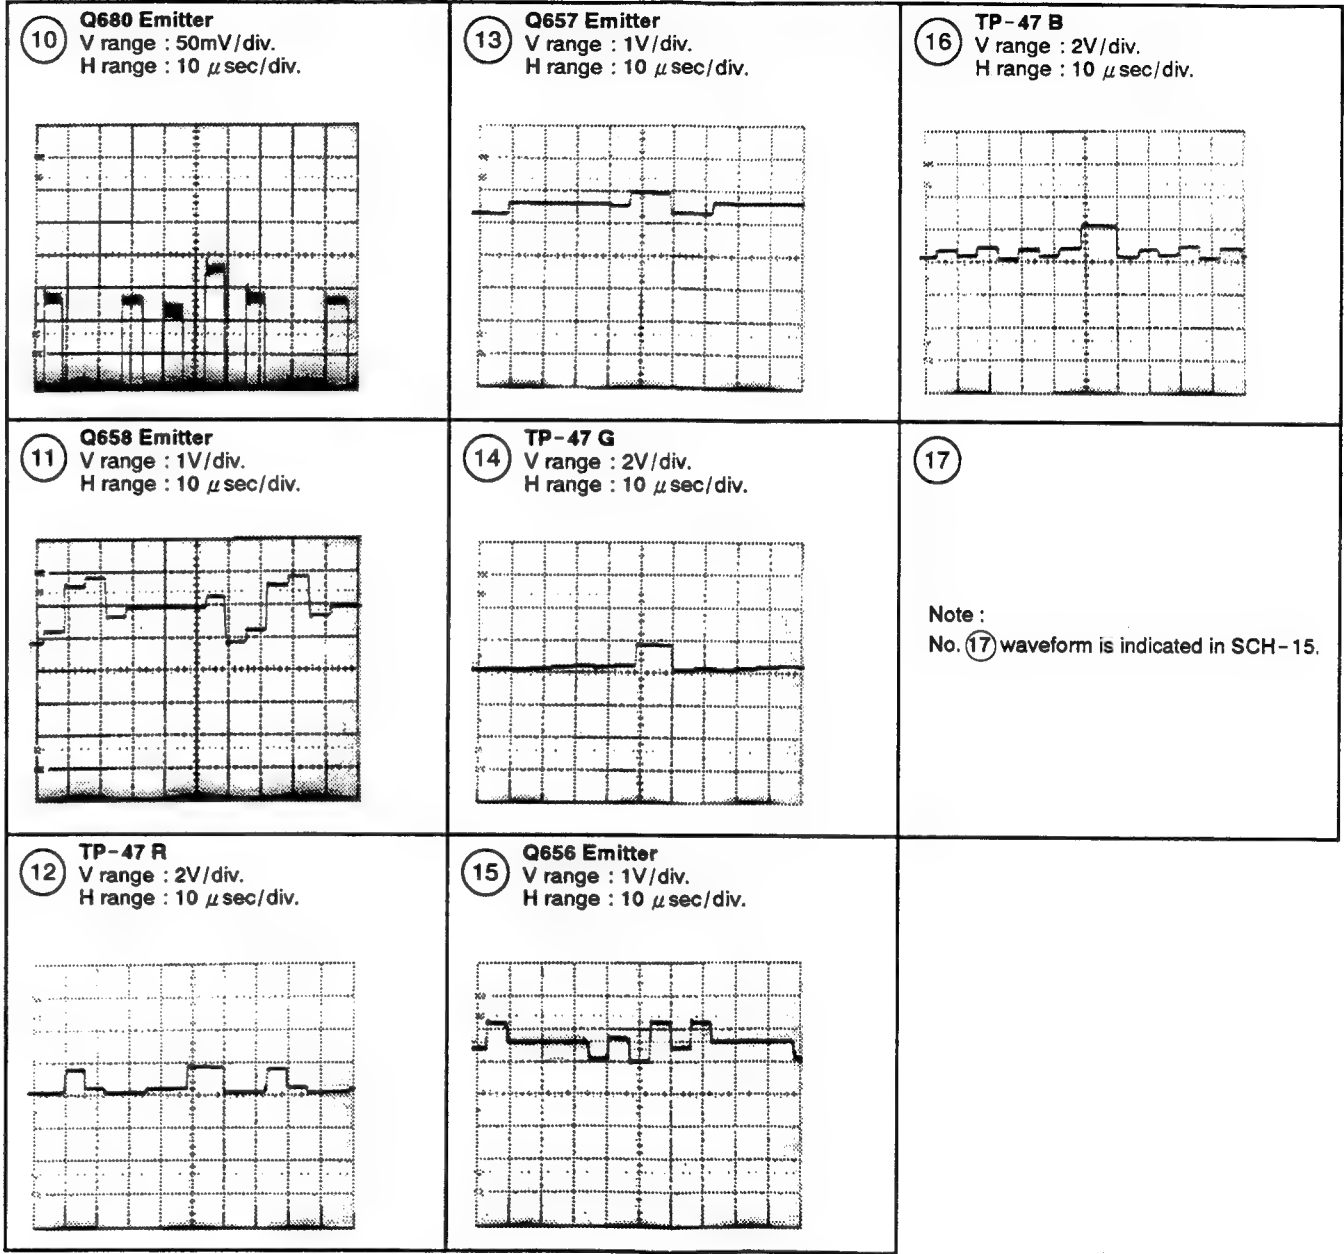 10
Q680 Emitter
V range : 50mV/div.
H range : 10 μsec/div.
13
Q657 Emitter
V range : 1V/div.
H range : 10 μsec/div.
16
TP-47 B
V range : 2V/div.
H range : 10 μsec/div.
11
Q658 Emitter
V range : 1V/div.
H range : 10 μsec/div.
14
TP-47 G
V range : 2V/div.
H range : 10 μsec/div.
17
Note :
No. 17 waveform is indicated in SCH-15.
12
TP-47 R
V range : 2V/div.
H range : 10 μsec/div.
15
Q656 Emitter
V range : 1V/div.
H range : 10 μsec/div.